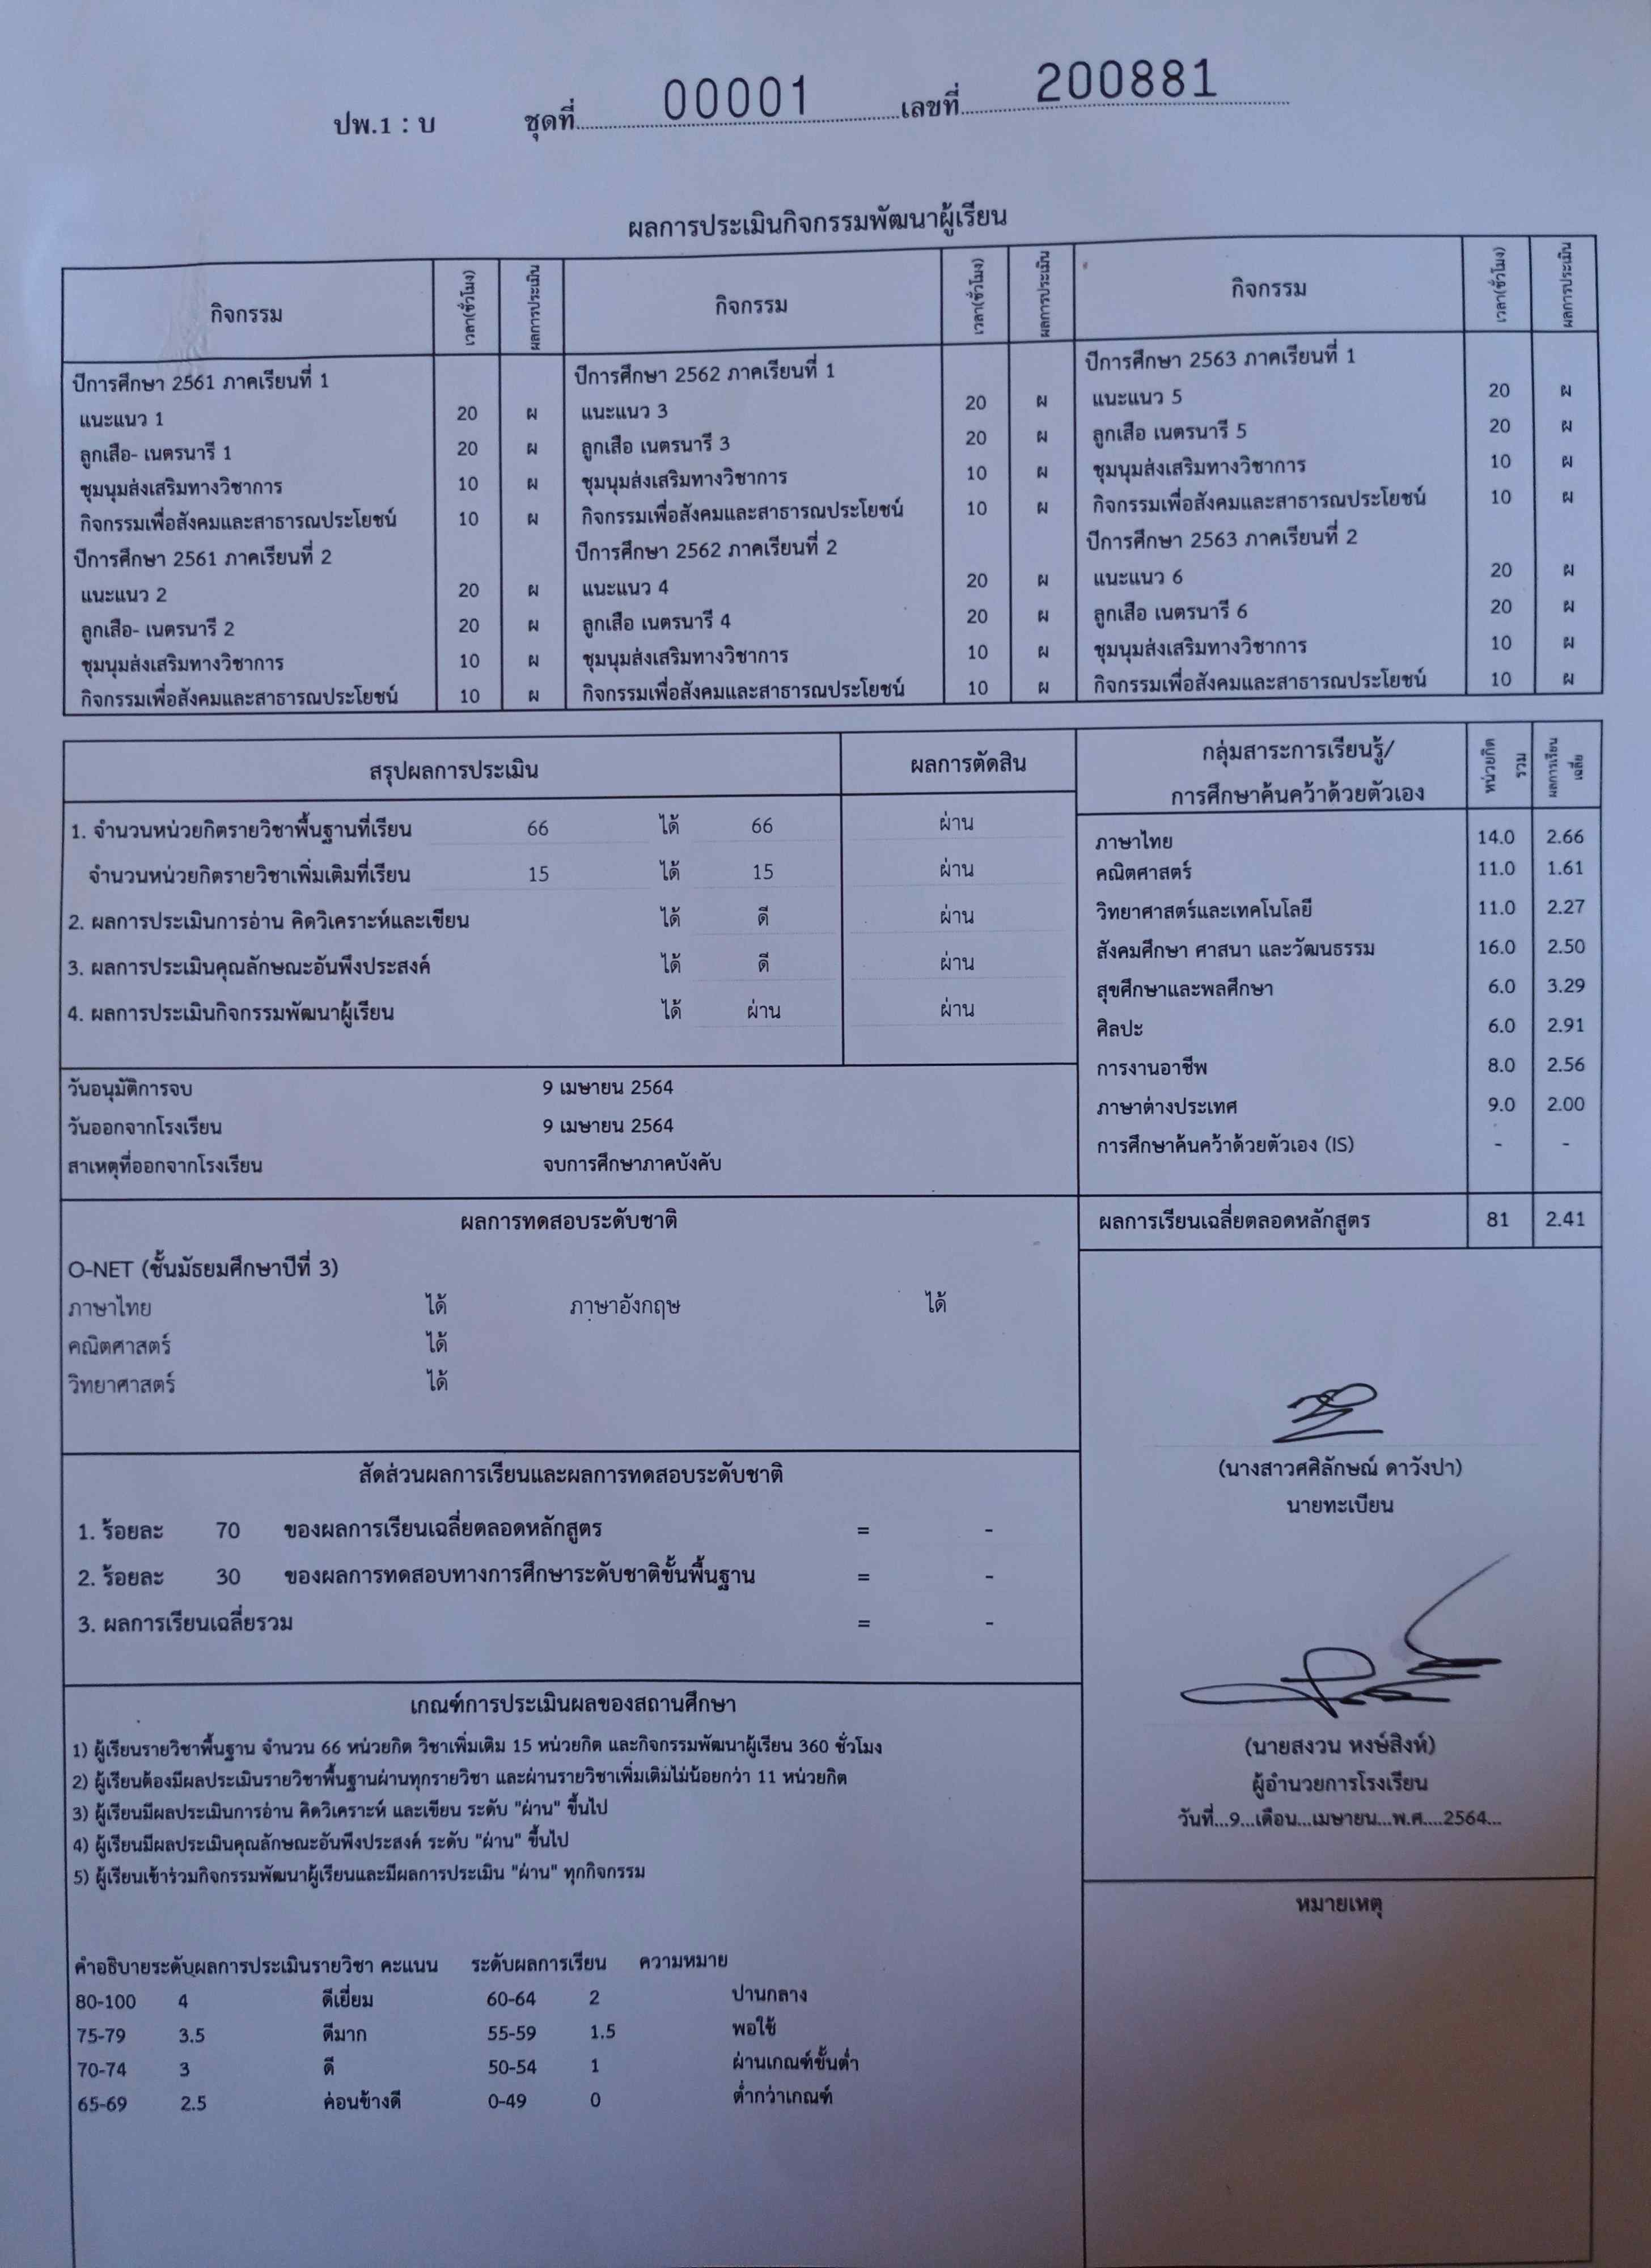 ปพ.1 : บ ชุดที่ 00001 เลขที่ 200881
ผลการประเมินกิจกรรมพัฒนาผู้เรียน
กิจกรรม เวลา(ชั่วโมง) ผลการประเมิน กิจกรรม เวลา(ชั่วโมง) ผลการประเมิน กิจกรรม เวลา(ชั่วโมง) ผลการประเมิน
ปีการศึกษา 2561 ภาคเรียนที่ 1 ปีการศึกษา 2562 ภาคเรียนที่ 1 ปีการศึกษา 2563 ภาคเรียนที่ 1
แนะแนว 1 20 ผ แนะแนว 3 20 ผ แนะแนว 5 20 ผ
ลูกเสือ- เนตรนารี 1 20 ผ ลูกเสือ เนตรนารี 3 20 ผ ลูกเสือ เนตรนารี 5 20 ผ
ชุมนุมส่งเสริมทางวิชาการ 10 ผ ชุมนุมส่งเสริมทางวิชาการ 10 ผ ชุมนุมส่งเสริมทางวิชาการ 10 ผ
กิจกรรมเพื่อสังคมและสาธารณประโยชน์ 10 ผ กิจกรรมเพื่อสังคมและสาธารณประโยชน์ 10 ผ กิจกรรมเพื่อสังคมและสาธารณประโยชน์ 10 ผ
ปีการศึกษา 2561 ภาคเรียนที่ 2 ปีการศึกษา 2562 ภาคเรียนที่ 2 ปีการศึกษา 2563 ภาคเรียนที่ 2
แนะแนว 2 20 ผ แนะแนว 4 20 ผ แนะแนว 6 20 ผ
ลูกเสือ- เนตรนารี 2 20 ผ ลูกเสือ เนตรนารี 4 20 ผ ลูกเสือ เนตรนารี 6 20 ผ
ชุมนุมส่งเสริมทางวิชาการ 10 ผ ชุมนุมส่งเสริมทางวิชาการ 10 ผ ชุมนุมส่งเสริมทางวิชาการ 10 ผ
กิจกรรมเพื่อสังคมและสาธารณประโยชน์ 10 ผ กิจกรรมเพื่อสังคมและสาธารณประโยชน์ 10 ผ กิจกรรมเพื่อสังคมและสาธารณประโยชน์ 10 ผ
สรุปผลการประเมิน ผลการตัดสิน
1. จำนวนหน่วยกิตรายวิชาพื้นฐานที่เรียน 66 ได้ 66 ผ่าน
จำนวนหน่วยกิตรายวิชาเพิ่มเติมที่เรียน 15 ได้ 15 ผ่าน
2. ผลการประเมินการอ่าน คิดวิเคราะห์และเขียน ได้ ดี ผ่าน
3. ผลการประเมินคุณลักษณะอันพึงประสงค์ ได้ ดี ผ่าน
4. ผลการประเมินกิจกรรมพัฒนาผู้เรียน ได้ ผ่าน ผ่าน
วันอนุมัติการจบ 9 เมษายน 2564
วันออกจากโรงเรียน 9 เมษายน 2564
สาเหตุที่ออกจากโรงเรียน จบการศึกษาภาคบังคับ
กลุ่มสาระการเรียนรู้/
การศึกษาค้นคว้าด้วยตัวเอง หน่วยกิตรวม ผลการเรียนเฉลี่ย
ภาษาไทย 14.0 2.66
คณิตศาสตร์ 11.0 1.61
วิทยาศาสตร์และเทคโนโลยี 11.0 2.27
สังคมศึกษา ศาสนา และวัฒนธรรม 16.0 2.50
สุขศึกษาและพลศึกษา 6.0 3.29
ศิลปะ 6.0 2.91
การงานอาชีพ 8.0 2.56
ภาษาต่างประเทศ 9.0 2.00
การศึกษาค้นคว้าด้วยตัวเอง (IS) - -
ผลการเรียนเฉลี่ยตลอดหลักสูตร 81 2.41
ผลการทดสอบระดับชาติ
O-NET (ชั้นมัธยมศึกษาปีที่ 3)
ภาษาไทย ได้ ภาษาอังกฤษ ได้
คณิตศาสตร์ ได้
วิทยาศาสตร์ ได้
สัดส่วนผลการเรียนและผลการทดสอบระดับชาติ
1. ร้อยละ 70 ของผลการเรียนเฉลี่ยตลอดหลักสูตร = -
2. ร้อยละ 30 ของผลการทดสอบทางการศึกษาระดับชาติขั้นพื้นฐาน = -
3. ผลการเรียนเฉลี่ยรวม = -
(นางสาวศศิลักษณ์ ดาวังปา)
นายทะเบียน
(นายสงวน หงษ์สิงห์)
ผู้อำนวยการโรงเรียน
วันที่...9...เดือน...เมษายน...พ.ศ....2564...
หมายเหตุ
เกณฑ์การประเมินผลของสถานศึกษา
1) ผู้เรียนรายวิชาพื้นฐาน จำนวน 66 หน่วยกิต วิชาเพิ่มเติม 15 หน่วยกิต และกิจกรรมพัฒนาผู้เรียน 360 ชั่วโมง
2) ผู้เรียนต้องมีผลประเมินรายวิชาพื้นฐานผ่านทุกรายวิชา และผ่านรายวิชาเพิ่มเติมไม่น้อยกว่า 11 หน่วยกิต
3) ผู้เรียนมีผลประเมินการอ่าน คิดวิเคราะห์ และเขียน ระดับ "ผ่าน" ขึ้นไป
4) ผู้เรียนมีผลประเมินคุณลักษณะอันพึงประสงค์ ระดับ "ผ่าน" ขึ้นไป
5) ผู้เรียนเข้าร่วมกิจกรรมพัฒนาผู้เรียนและมีผลการประเมิน "ผ่าน" ทุกกิจกรรม
คำอธิบายระดับผลการประเมินรายวิชา คะแนน ระดับผลการเรียน ความหมาย
80-100 4 ดีเยี่ยม 60-64 2 ปานกลาง
75-79 3.5 ดีมาก 55-59 1.5 พอใช้
70-74 3 ดี 50-54 1 ผ่านเกณฑ์ขั้นต่ำ
65-69 2.5 ค่อนข้างดี 0-49 0 ต่ำกว่าเกณฑ์